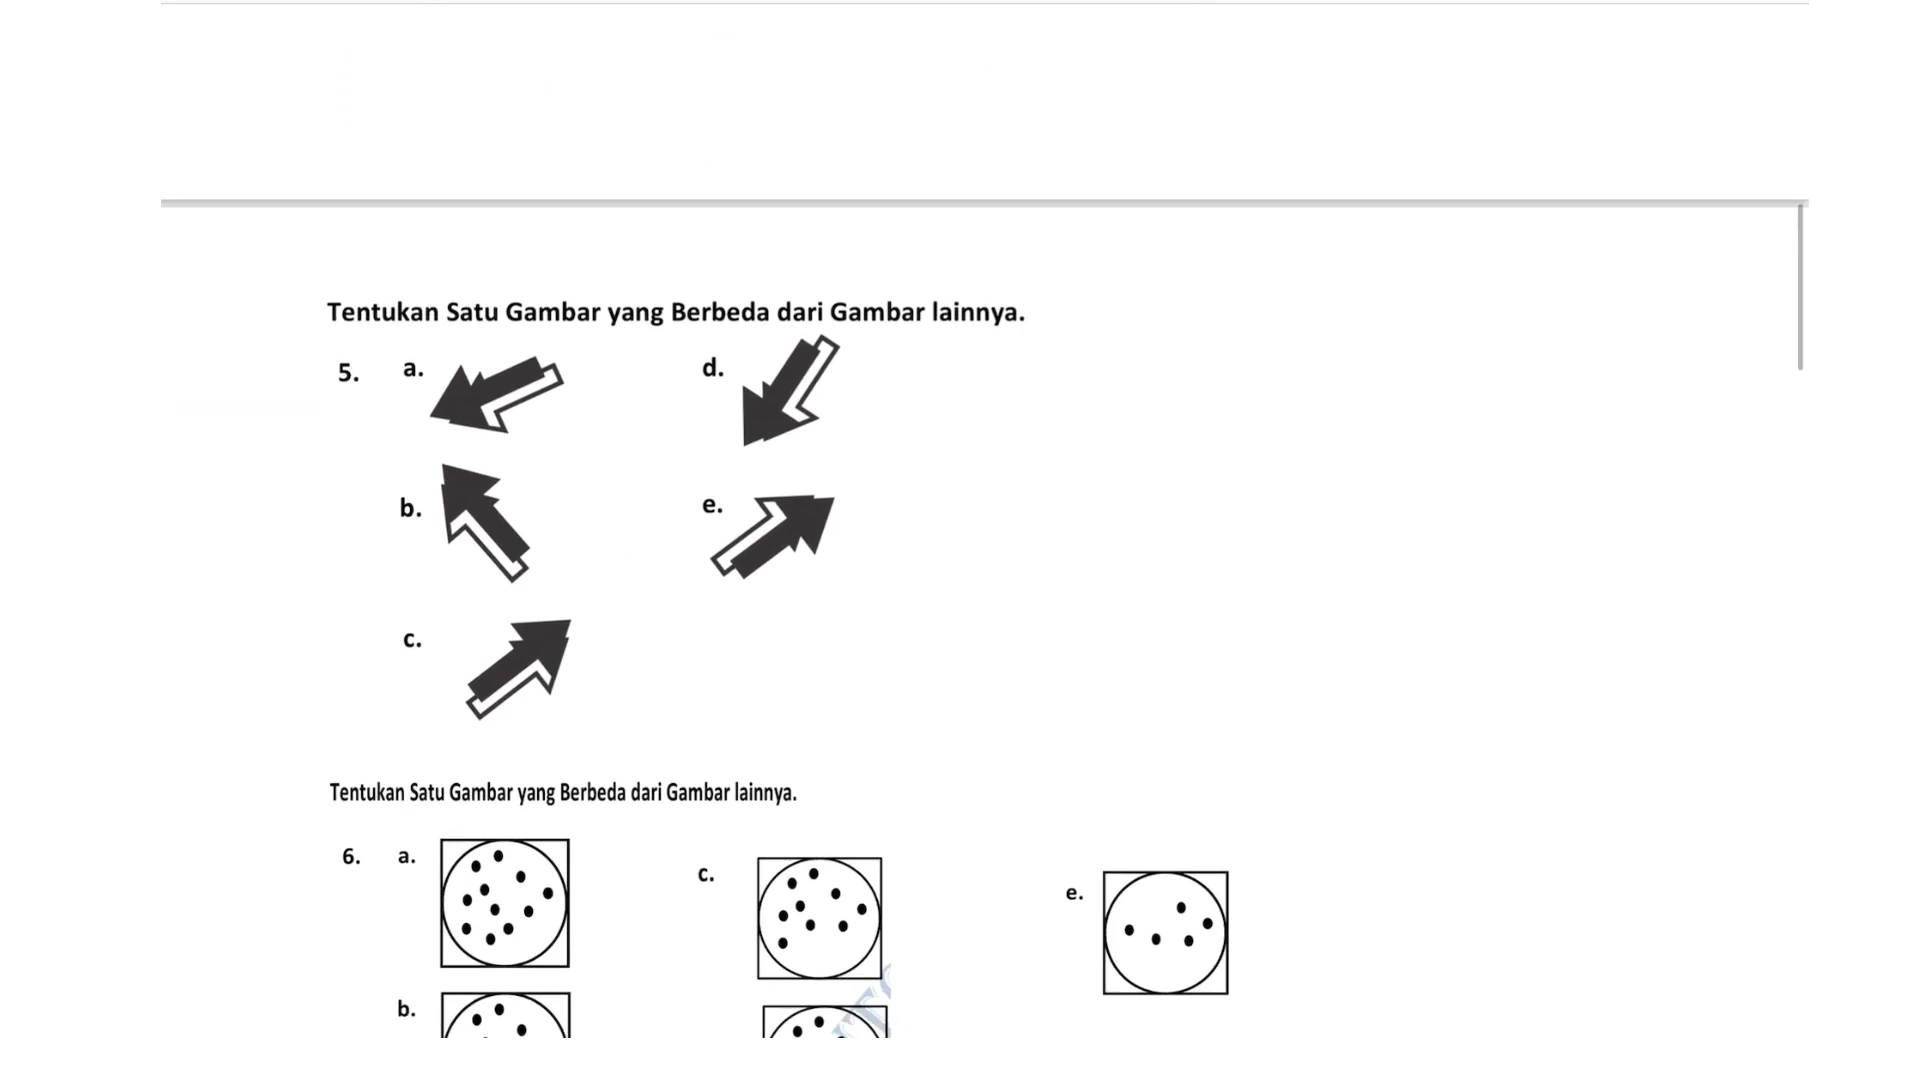 Tentukan Satu Gambar yang Berbeda dari Gambar lainnya.
5. a.
d.
b.
e.
c.
Tentukan Satu Gambar yang Berbeda dari Gambar lainnya.
6. a.
c.
e.
b.